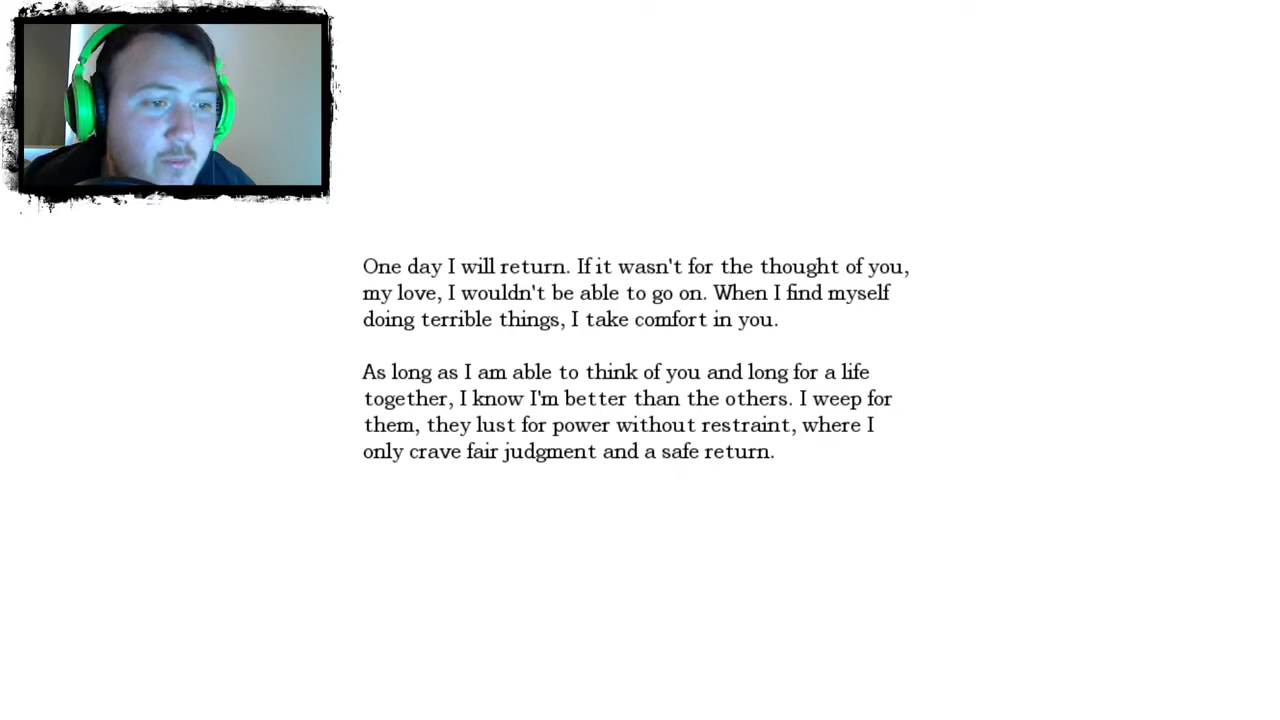 One day I will return. If it wasn't for the thought of you,
my love, I wouldn't be able to go on. When I find myself
doing terrible things, I take comfort in you.
As long as I am able to think of you and long for a life
together, I know I'm better than the others. I weep for
them, they lust for power without restraint, where I
only crave fair judgment and a safe return.